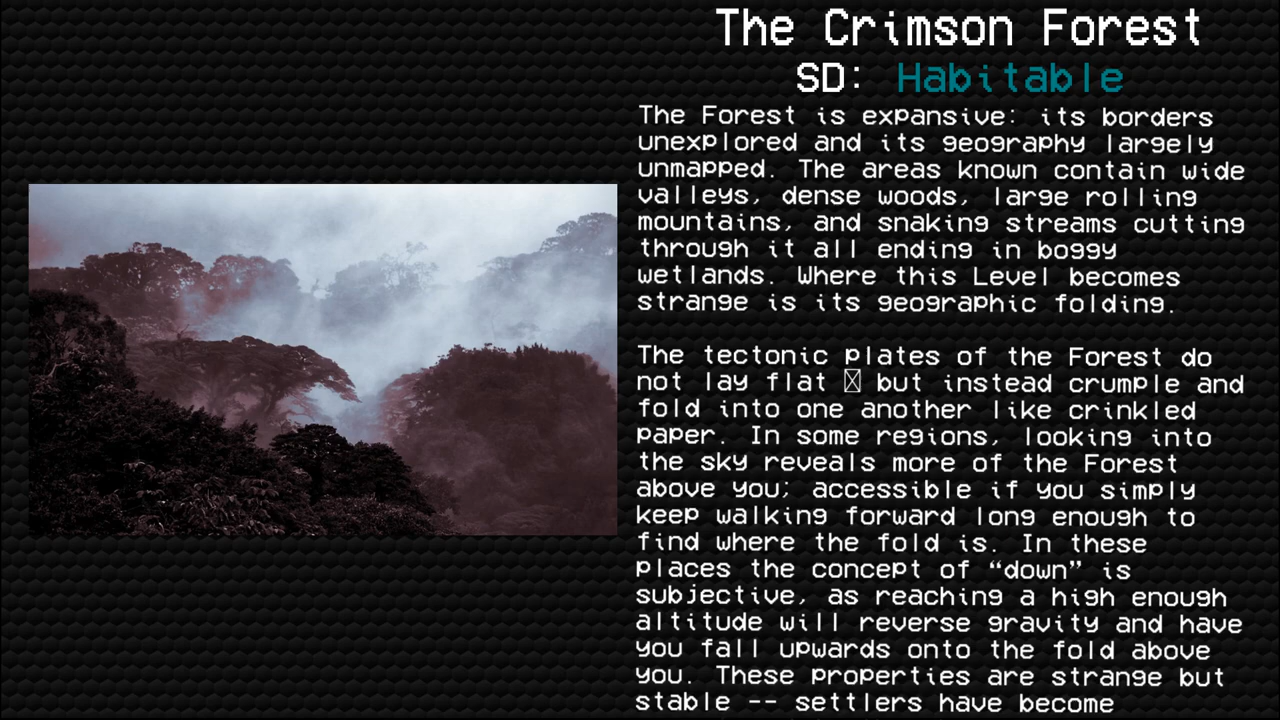 The Crimson Forest
SD: Habitable
The Forest is expansive: its borders
unexplored and its geography largely
unmapped. The areas known contain wide
valleys, dense woods, large rolling
mountains, and snaking streams cutting
through it all ending in boggy
wetlands. Where this Level becomes
strange is its geographic folding.
The tectonic plates of the Forest do
not lay flat ☒ but instead crumple and
fold into one another like crinkled
paper. In some regions, looking into
the sky reveals more of the Forest
above you; accessible if you simply
keep walking forward long enough to
find where the fold is. In these
places the concept of “down” is
subjective, as reaching a high enough
altitude will reverse gravity and have
you fall upwards onto the fold above
you. These properties are strange but
stable -- settlers have become